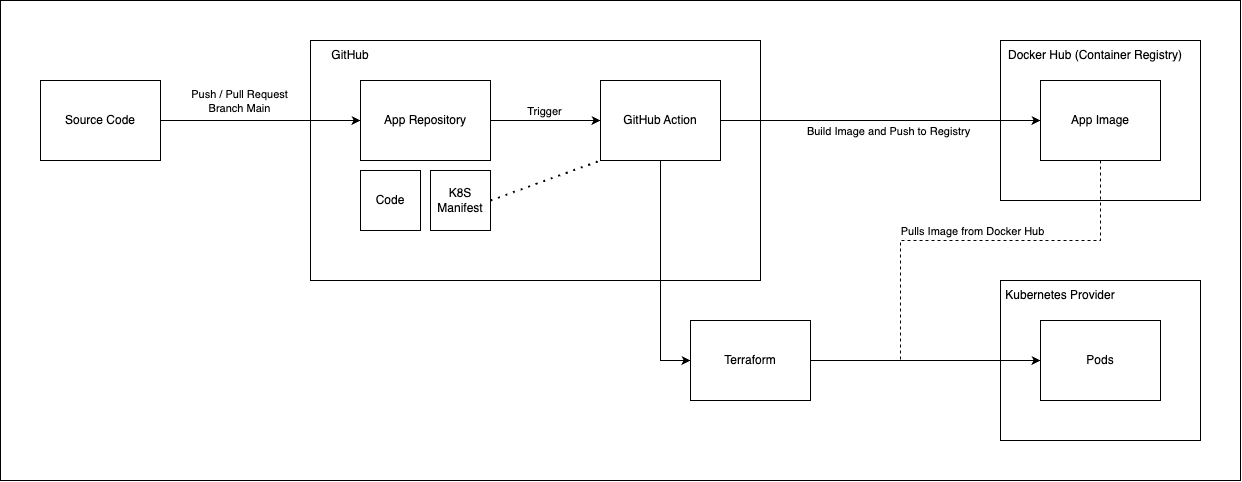 GitHub
Docker Hub (Container Registry)
Source Code
Push / Pull Request
Branch Main
App Repository
Trigger
GitHub Action
Build Image and Push to Registry
App Image
Code
K8S
Manifest
Pulls Image from Docker Hub
Kubernetes Provider
Terraform
Pods